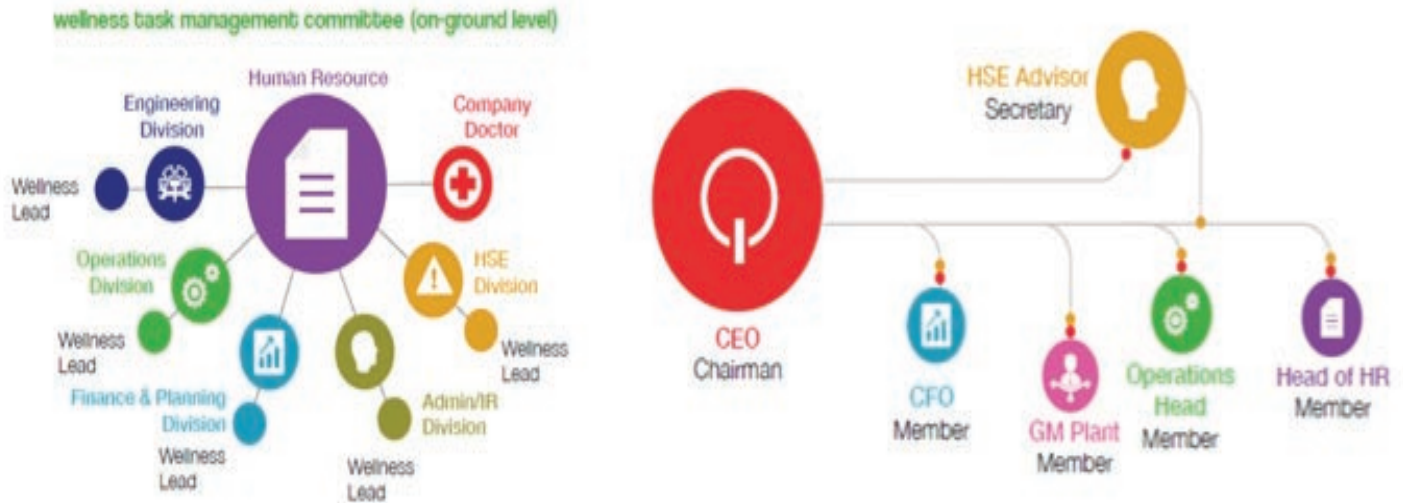 wellness task management committee (on-ground level)
Human Resource
Engineering
Division
Company
Doctor
Wellness
Lead
Operations
Division
HSE
Division
Wellness
Lead
Wellness
Lead
Finance & Planning
Division
Admin/IR
Division
Wellness
Lead
Wellness
Lead
HSE Advisor
Secretary
CEO
Chairman
CFO
Member
GM Plant
Member
Operations
Head
Member
Head of HR
Member